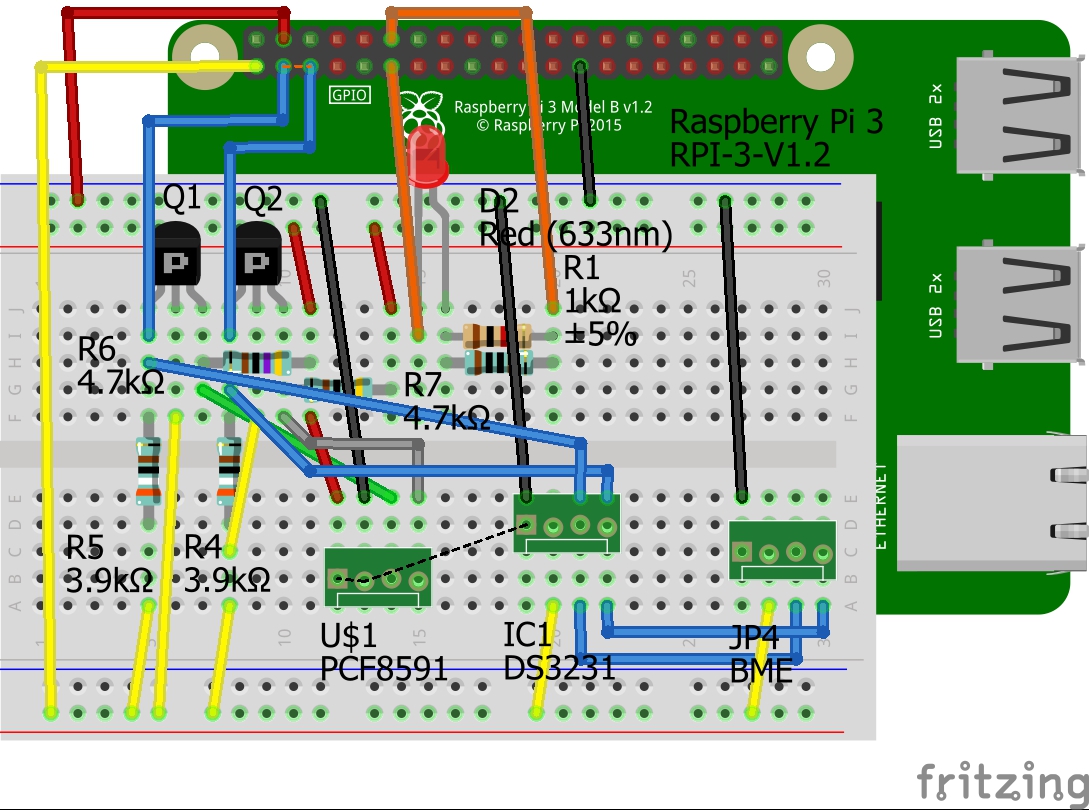 GPIO
Raspberry Pi 3 Model B v1.2
© Raspberry Pi 2015
Raspberry Pi 3
RPI-3-V1.2
USB 2x
USB 2x
ETHERNET
Q1
Q2
P
P
D2
Red (633nm)
R1
1kΩ
±5%
R6
4.7kΩ
R7
4.7kΩ
10
15
25
30
J
J
I
I
H
H
G
G
F
F
E
E
D
D
C
C
B
B
A
A
R5
3.9kΩ
R4
3.9kΩ
1
10
15
U$1
PCF8591
IC1
DS3231
JP4
BME
fritzing